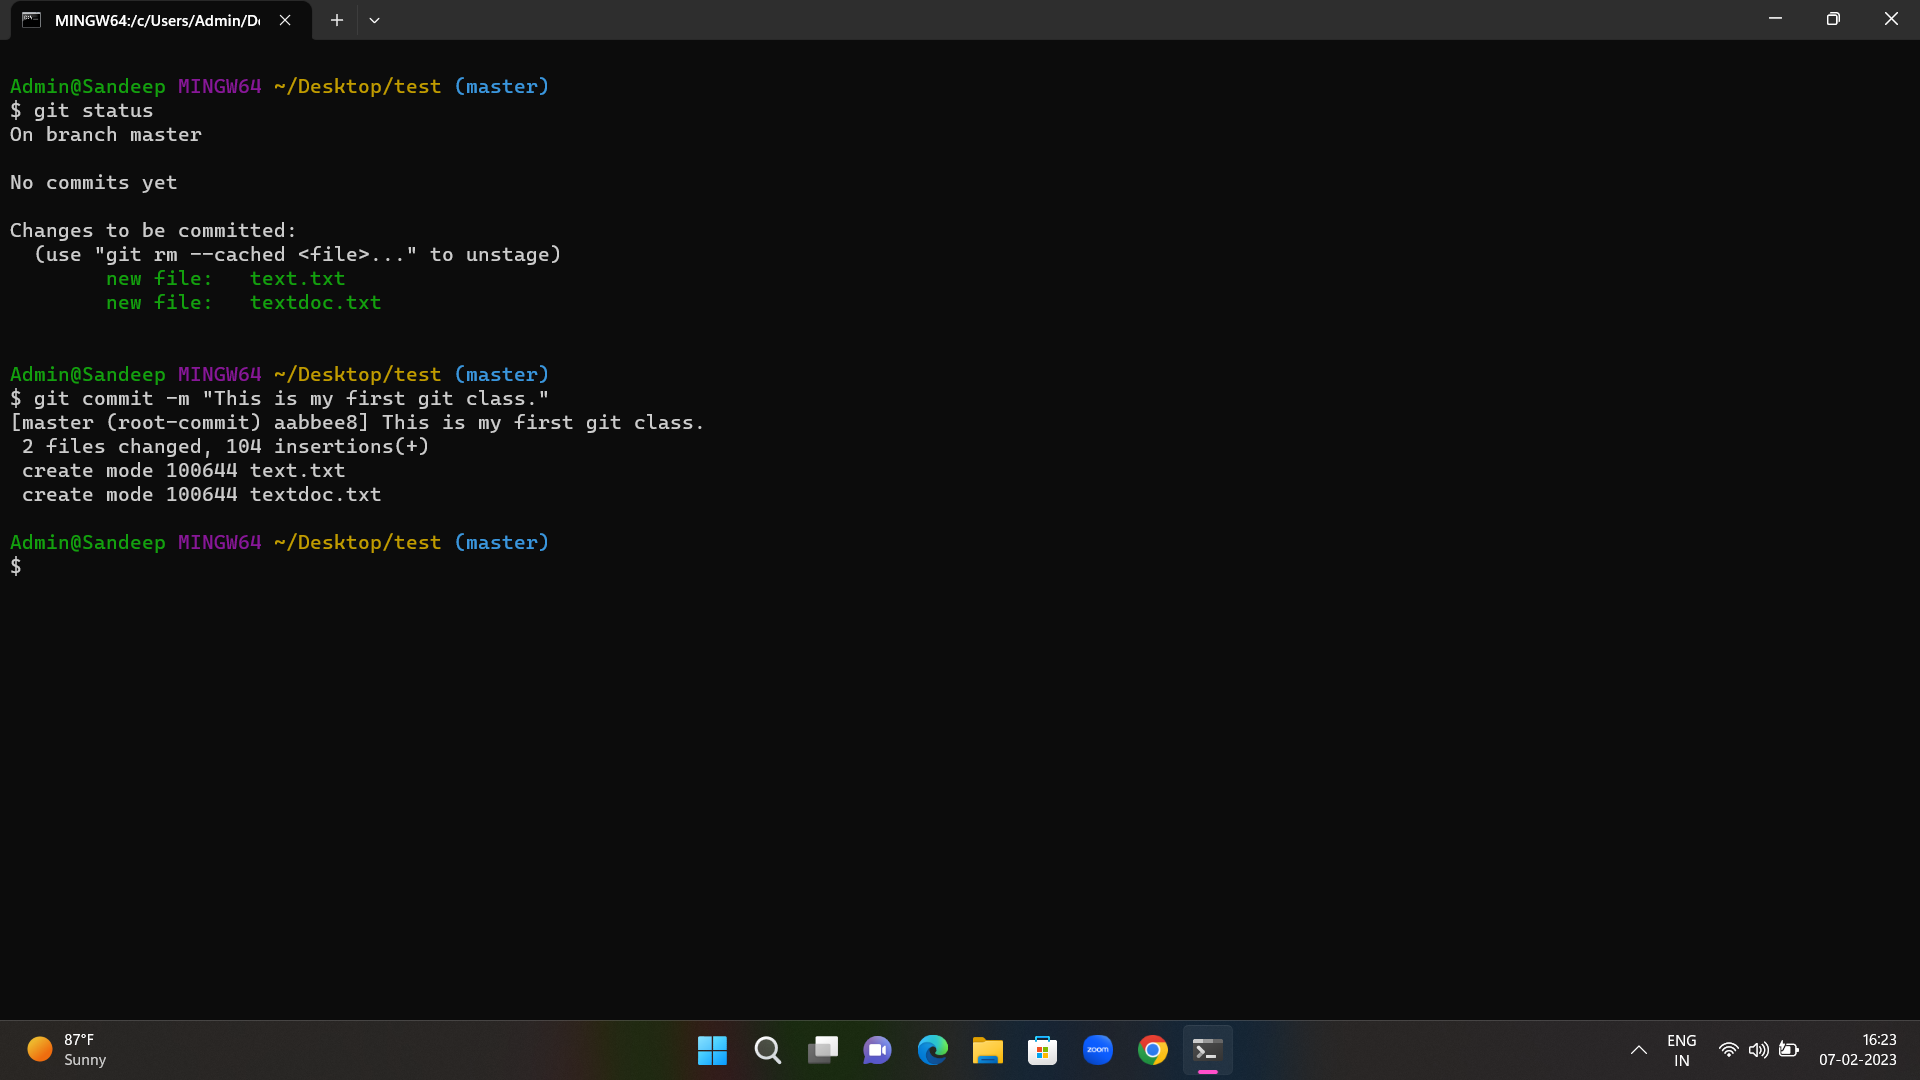 MINGW64:/c/Users/Admin/De
Admin@Sandeep MINGW64 ~/Desktop/test (master)
$ git status
On branch master
No commits yet
Changes to be committed:
  (use "git rm --cached <file>..." to unstage)
        new file:   text.txt
        new file:   textdoc.txt
Admin@Sandeep MINGW64 ~/Desktop/test (master)
$ git commit -m "This is my first git class."
[master (root-commit) aabbee8] This is my first git class.
 2 files changed, 104 insertions(+)
 create mode 100644 text.txt
 create mode 100644 textdoc.txt
Admin@Sandeep MINGW64 ~/Desktop/test (master)
$
87°F
Sunny
zoom
ENG
IN
16:23
07-02-2023